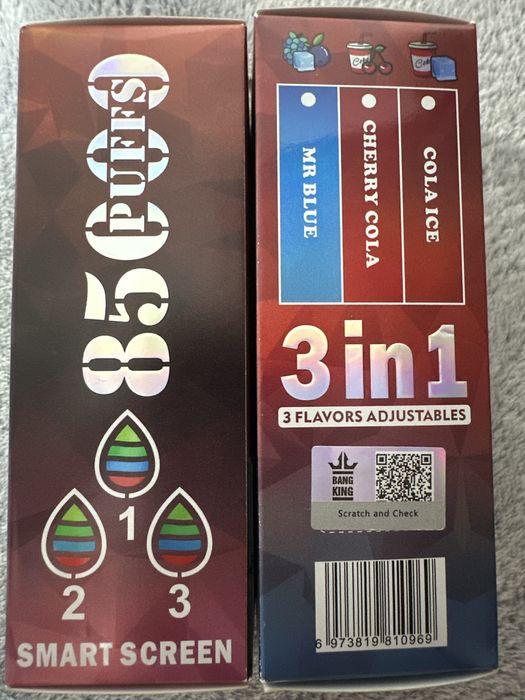 85000
PUFFS
1
2
3
SMART SCREEN
MR BLUE
CHERRY COLA
COLA ICE
3 in 1
3 FLAVORS ADJUSTABLES
BANG
KING
Scratch and Check
6 973819 810969